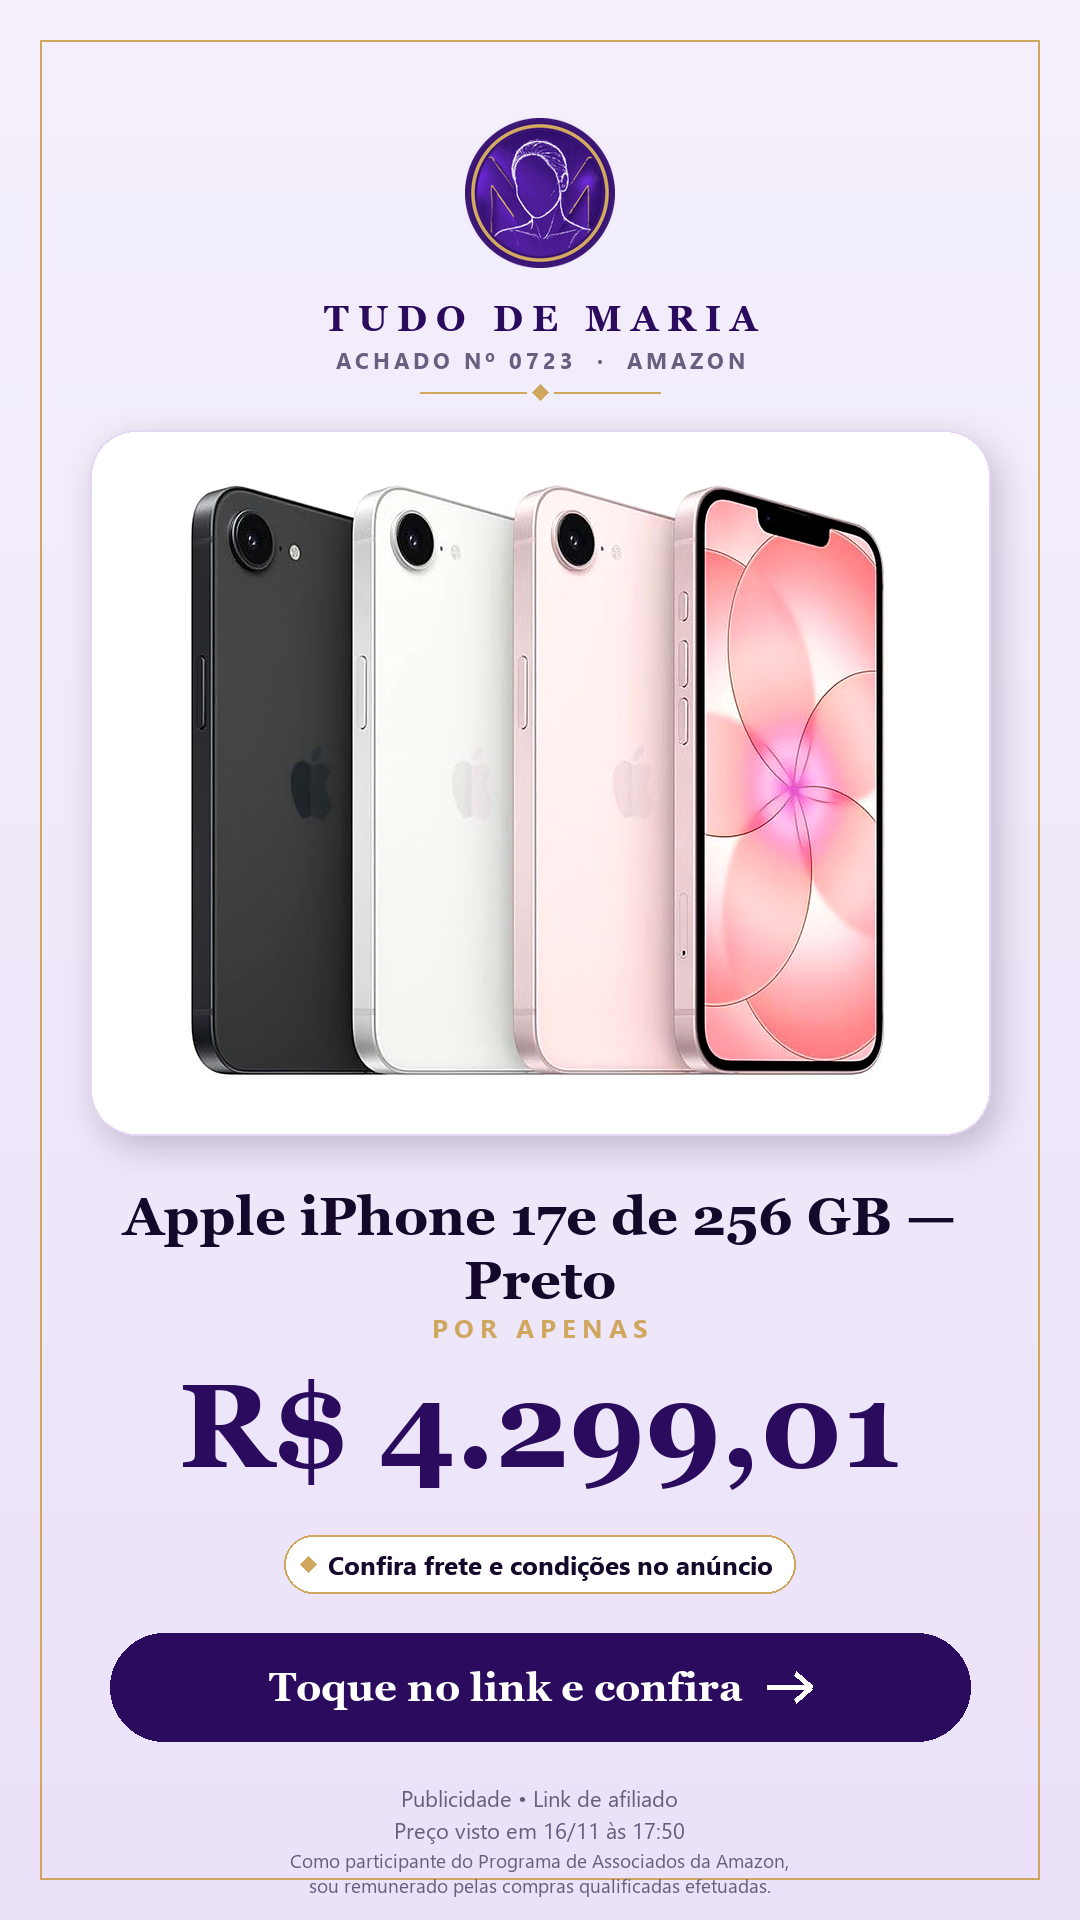 TUDO DE MARIA
ACHADO Nº 0723 · AMAZON
Apple iPhone 17e de 256 GB —
Preto
POR APENAS
R$ 4.299,01
Confira frete e condições no anúncio
Toque no link e confira →
Publicidade • Link de afiliado
Preço visto em 16/11 às 17:50
Como participante do Programa de Associados da Amazon,
sou remunerado pelas compras qualificadas efetuadas.